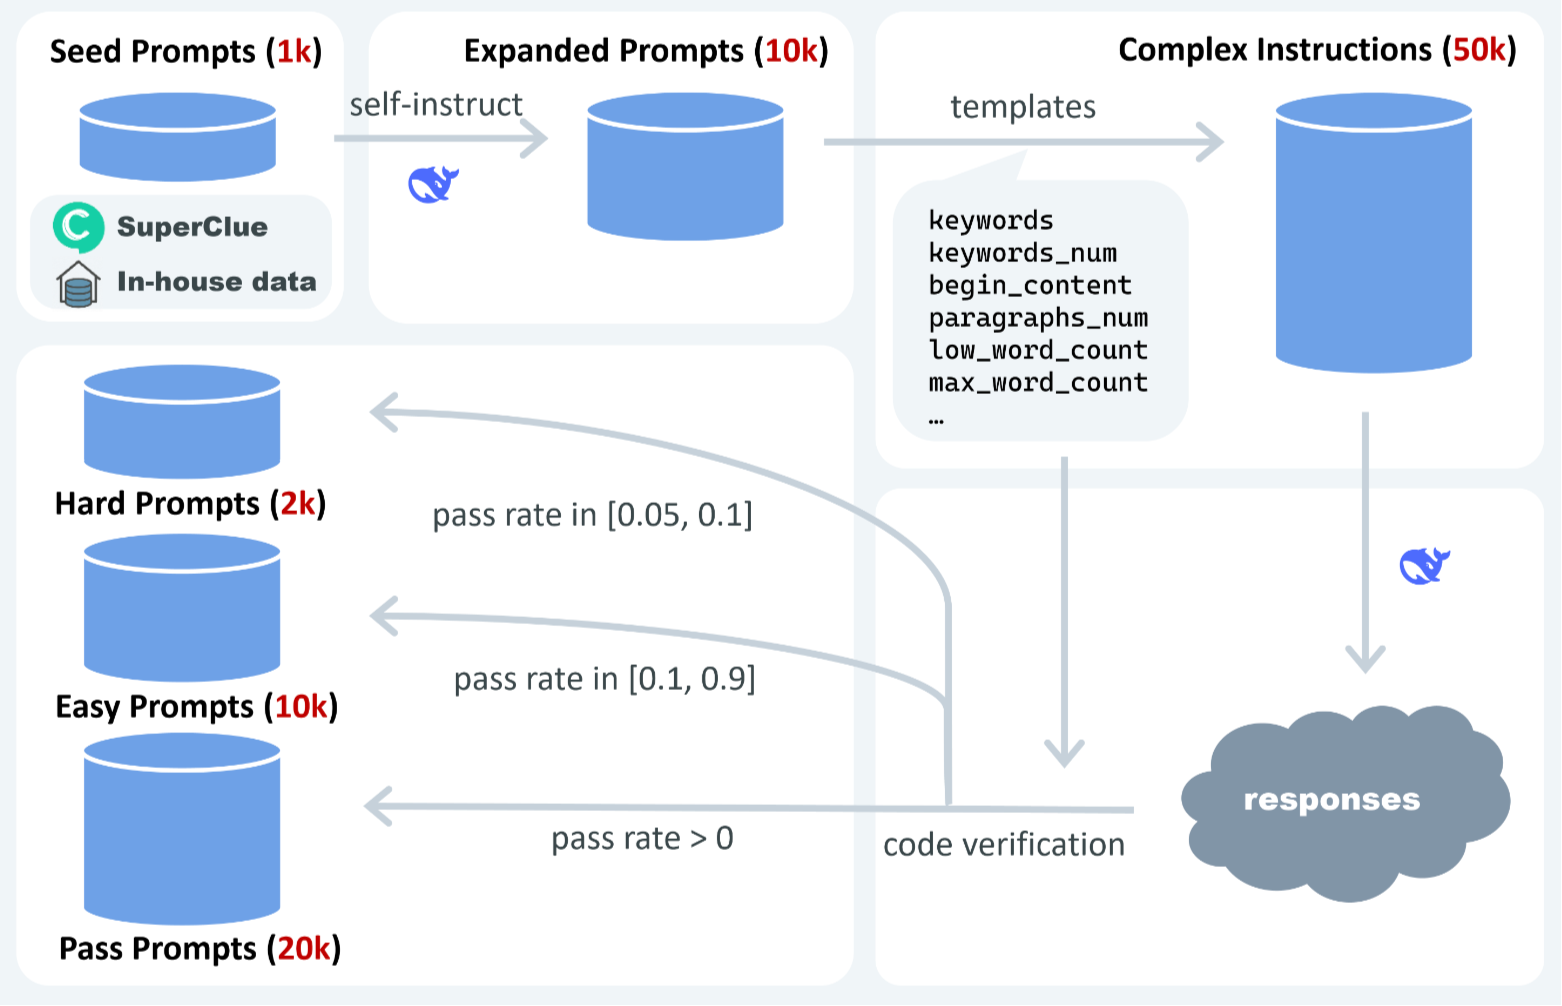 Seed Prompts (1k)
self-instruct
SuperClue
In-house data
Expanded Prompts (10k)
templates
Complex Instructions (50k)
keywords
keywords_num
begin_content
paragraphs_num
low_word_count
max_word_count
…
responses
code verification
pass rate in [0.05, 0.1]
Hard Prompts (2k)
pass rate in [0.1, 0.9]
Easy Prompts (10k)
pass rate > 0
Pass Prompts (20k)